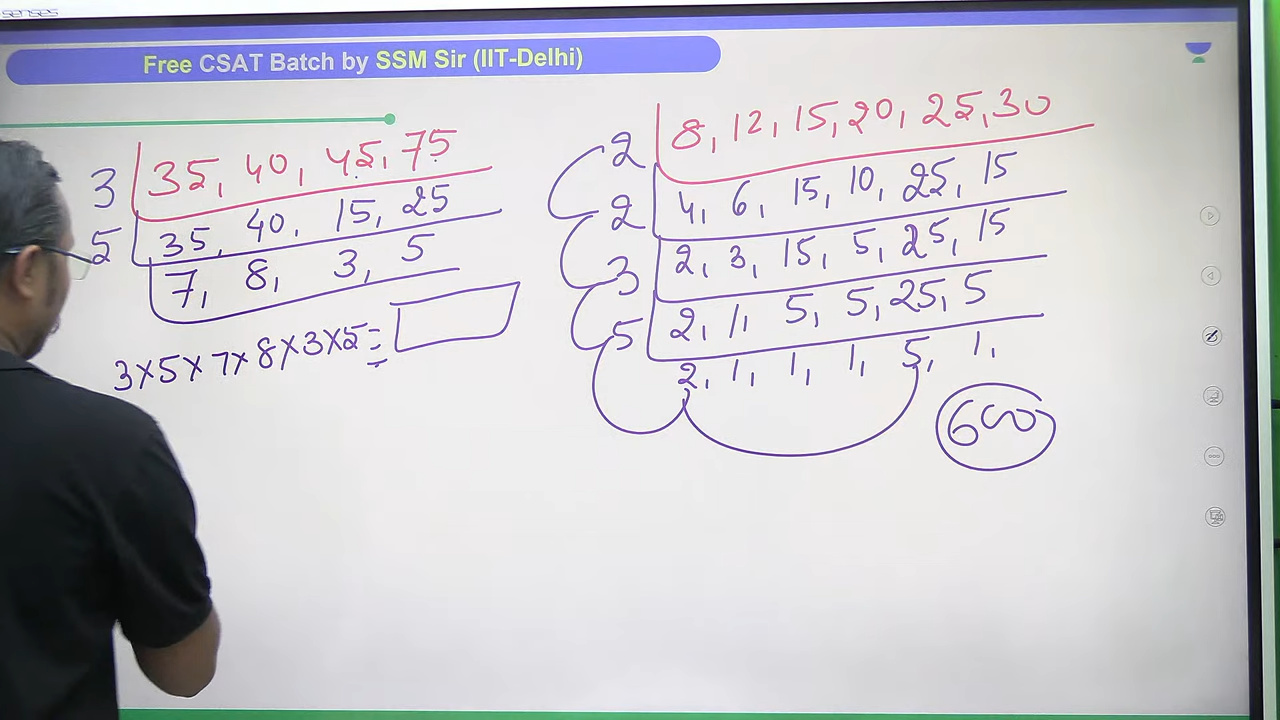 senses
Free CSAT Batch by SSM Sir (IIT-Delhi)
3 35, 40, 45, 75
5 35, 40, 15, 25
7, 8, 3, 5
3×5×7×8×3×5=
2 8, 12, 15, 20, 25, 30
2 4, 6, 15, 10, 25, 15
3 2, 3, 15, 5, 25, 15
5 2, 1, 5, 5, 25, 5
2, 1, 1, 1, 5, 1,
600